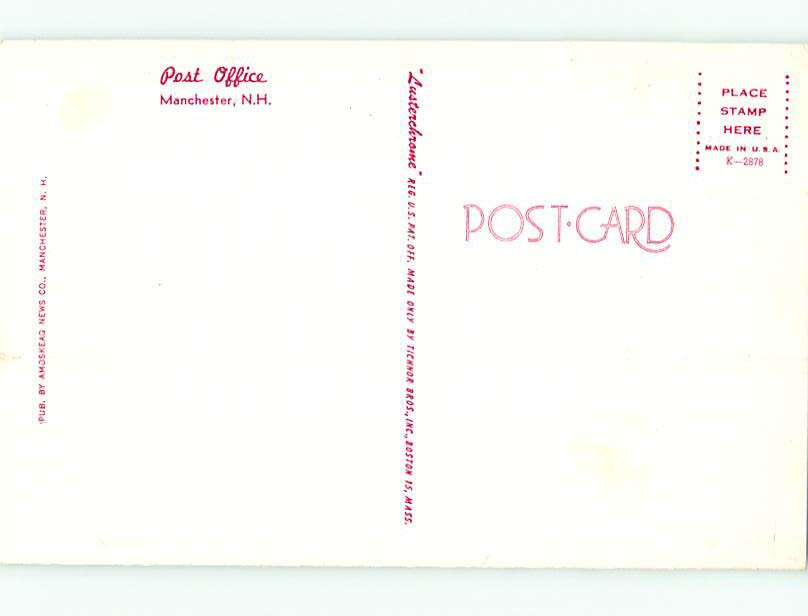 Post Office
Manchester, N.H.
PUB. BY AMOSKEAG NEWS CO., MANCHESTER, N. H.
"Lusterchrome" REG. U.S. PAT. OFF. MADE ONLY BY TICHNOR BROS., INC., BOSTON 15, MASS.
PLACE
STAMP
HERE
MADE IN U.S.A.
K—2878
POST·CARD